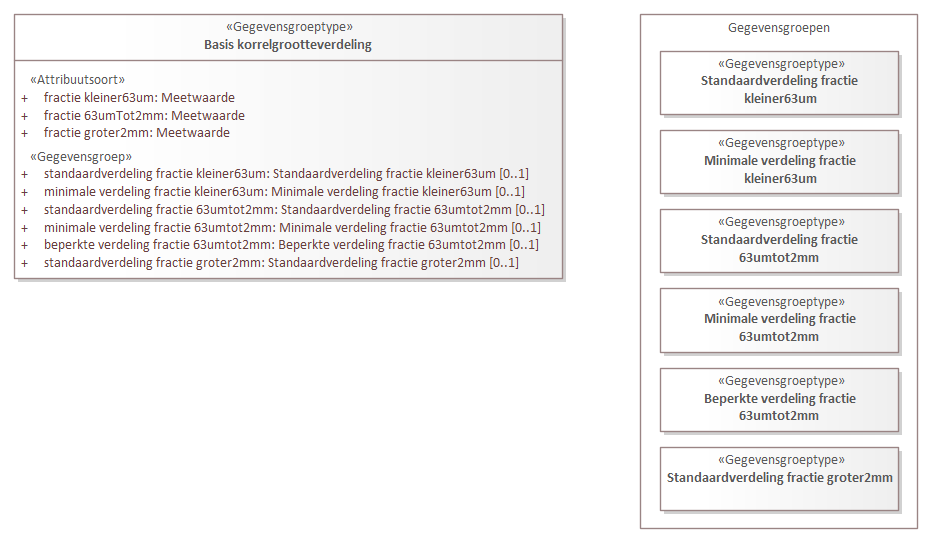 «Gegevensgroeptype»
Basis korrelgrootteverdeling
«Attribuutsoort»
+ fractie kleiner63um: Meetwaarde
+ fractie 63umTot2mm: Meetwaarde
+ fractie groter2mm: Meetwaarde
«Gegevensgroep»
+ standaardverdeling fractie kleiner63um: Standaardverdeling fractie kleiner63um [0..1]
+ minimale verdeling fractie kleiner63um: Minimale verdeling fractie kleiner63um [0..1]
+ standaardverdeling fractie 63umtot2mm: Standaardverdeling fractie 63umtot2mm [0..1]
+ minimale verdeling fractie 63umtot2mm: Minimale verdeling fractie 63umtot2mm [0..1]
+ beperkte verdeling fractie 63umtot2mm: Beperkte verdeling fractie 63umtot2mm [0..1]
+ standaardverdeling fractie groter2mm: Standaardverdeling fractie groter2mm [0..1]
Gegevensgroepen
«Gegevensgroeptype»
Standaardverdeling fractie
kleiner63um
«Gegevensgroeptype»
Minimale verdeling fractie
kleiner63um
«Gegevensgroeptype»
Standaardverdeling fractie
63umtot2mm
«Gegevensgroeptype»
Minimale verdeling fractie
63umtot2mm
«Gegevensgroeptype»
Beperkte verdeling fractie
63umtot2mm
«Gegevensgroeptype»
Standaardverdeling fractie groter2mm